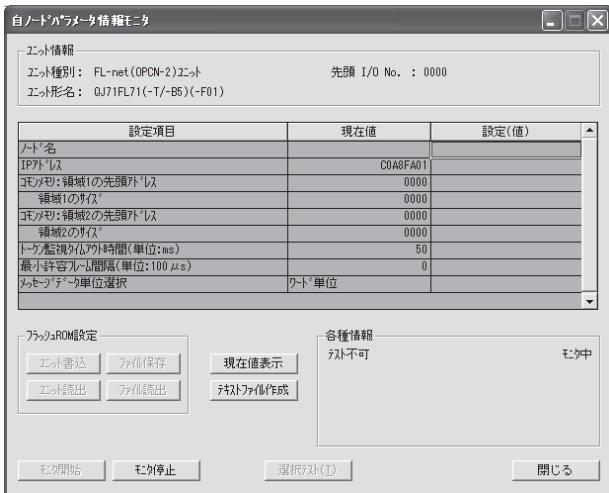 自ノードパラメータ情報モニタ
ユニット情報
ユニット種別： FL-net(OPCN-2)ユニット 先頭 I/O No. : 0000
ユニット形名： QJ71FL71(-T/-B5)(-F01)
設定項目 現在値 設定(値)
ノード名
IPアドレス C0A8FA01
コモンメモリ:領域1の先頭アドレス 0000
領域1のサイズ 0000
コモンメモリ:領域2の先頭アドレス 0000
領域2のサイズ 0000
トークン監視タイムアウト時間(単位:ms) 50
最小許容フレーム間隔(単位:100μs) 0
メッセージデータ単位選択 ワード単位
フラッシュROM設定 各種情報
ユニット書込 ファイル保存 現在値表示 テスト不可 モニタ中
ユニット読出 ファイル読出 テキストファイル作成
モニタ開始 モニタ停止 選択テスト(T) 閉じる